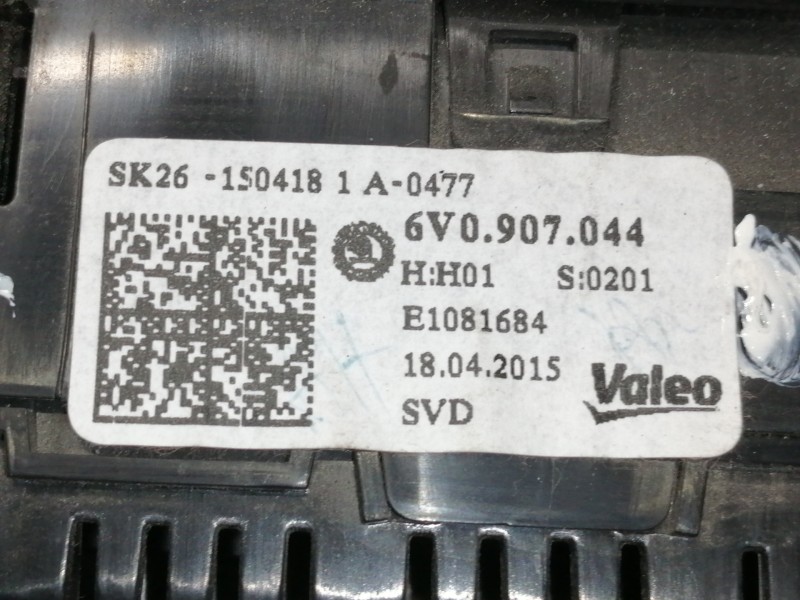 SK26 -150418 1 A-0477
6V0.907.044
H:H01 S:0201
E1081684
18.04.2015
SVD
Valeo